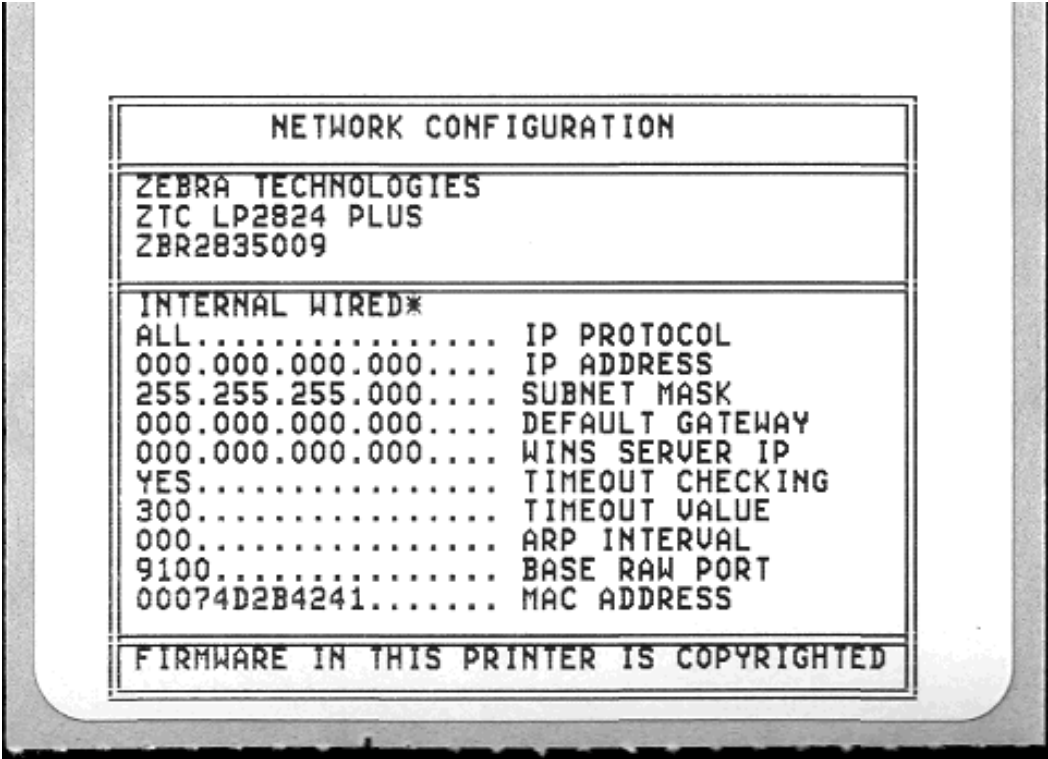 NETWORK CONFIGURATION
ZEBRA TECHNOLOGIES
ZTC LP2824 PLUS
ZBR2835009
INTERNAL WIRED*
ALL................ IP PROTOCOL
000.000.000.000.... IP ADDRESS
255.255.255.000.... SUBNET MASK
000.000.000.000.... DEFAULT GATEWAY
000.000.000.000.... WINS SERVER IP
YES................ TIMEOUT CHECKING
300................ TIMEOUT VALUE
000................ ARP INTERVAL
9100............... BASE RAW PORT
00074D2B4241....... MAC ADDRESS
FIRMWARE IN THIS PRINTER IS COPYRIGHTED